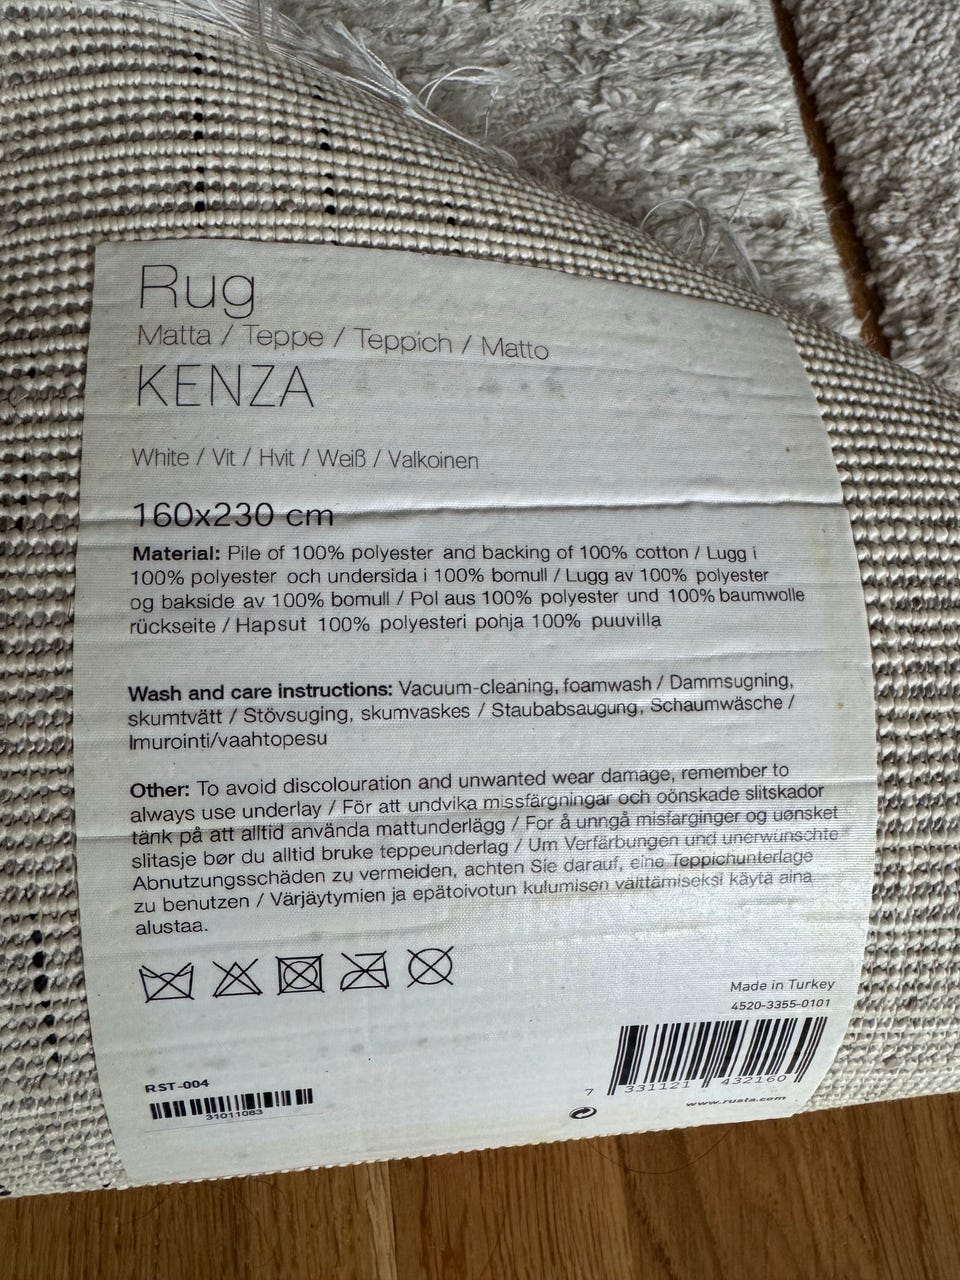 Rug
Matta / Teppe / Teppich / Matto
KENZA
White / Vit / Hvit / Weiß / Valkoinen
160x230 cm
Material: Pile of 100% polyester and backing of 100% cotton / Lugg i
100% polyester och undersida i 100% bomull / Lugg av 100% polyester
og bakside av 100% bomull / Pol aus 100% polyester und 100% baumwolle
rückseite / Hapsut 100% polyesteri pohja 100% puuvilla
Wash and care instructions: Vacuum-cleaning, foamwash / Dammsugning,
skumtvätt / Stövsuging, skumvaskes / Staubabsaugung, Schaumwäsche /
Imurointi/vaahtopesu
Other: To avoid discolouration and unwanted wear damage, remember to
always use underlay / För att undvika missfärgningar och oönskade slitskador
tänk på att alltid använda mattunderlägg / For å unngå misfarginger og uønsket
slitasje bør du alltid bruke teppeunderlag / Um Verfärbungen und unerwünschte
Abnutzungsschäden zu vermeiden, achten Sie darauf, eine Teppichunterlage
zu benutzen / Värjäytymien ja epätoivotun kulumisen välttämiseksi käytä aina
alustaa.
Made in Turkey
4520-3355-0101
7 331121 432160
www.rusta.com
RST-004
31011083